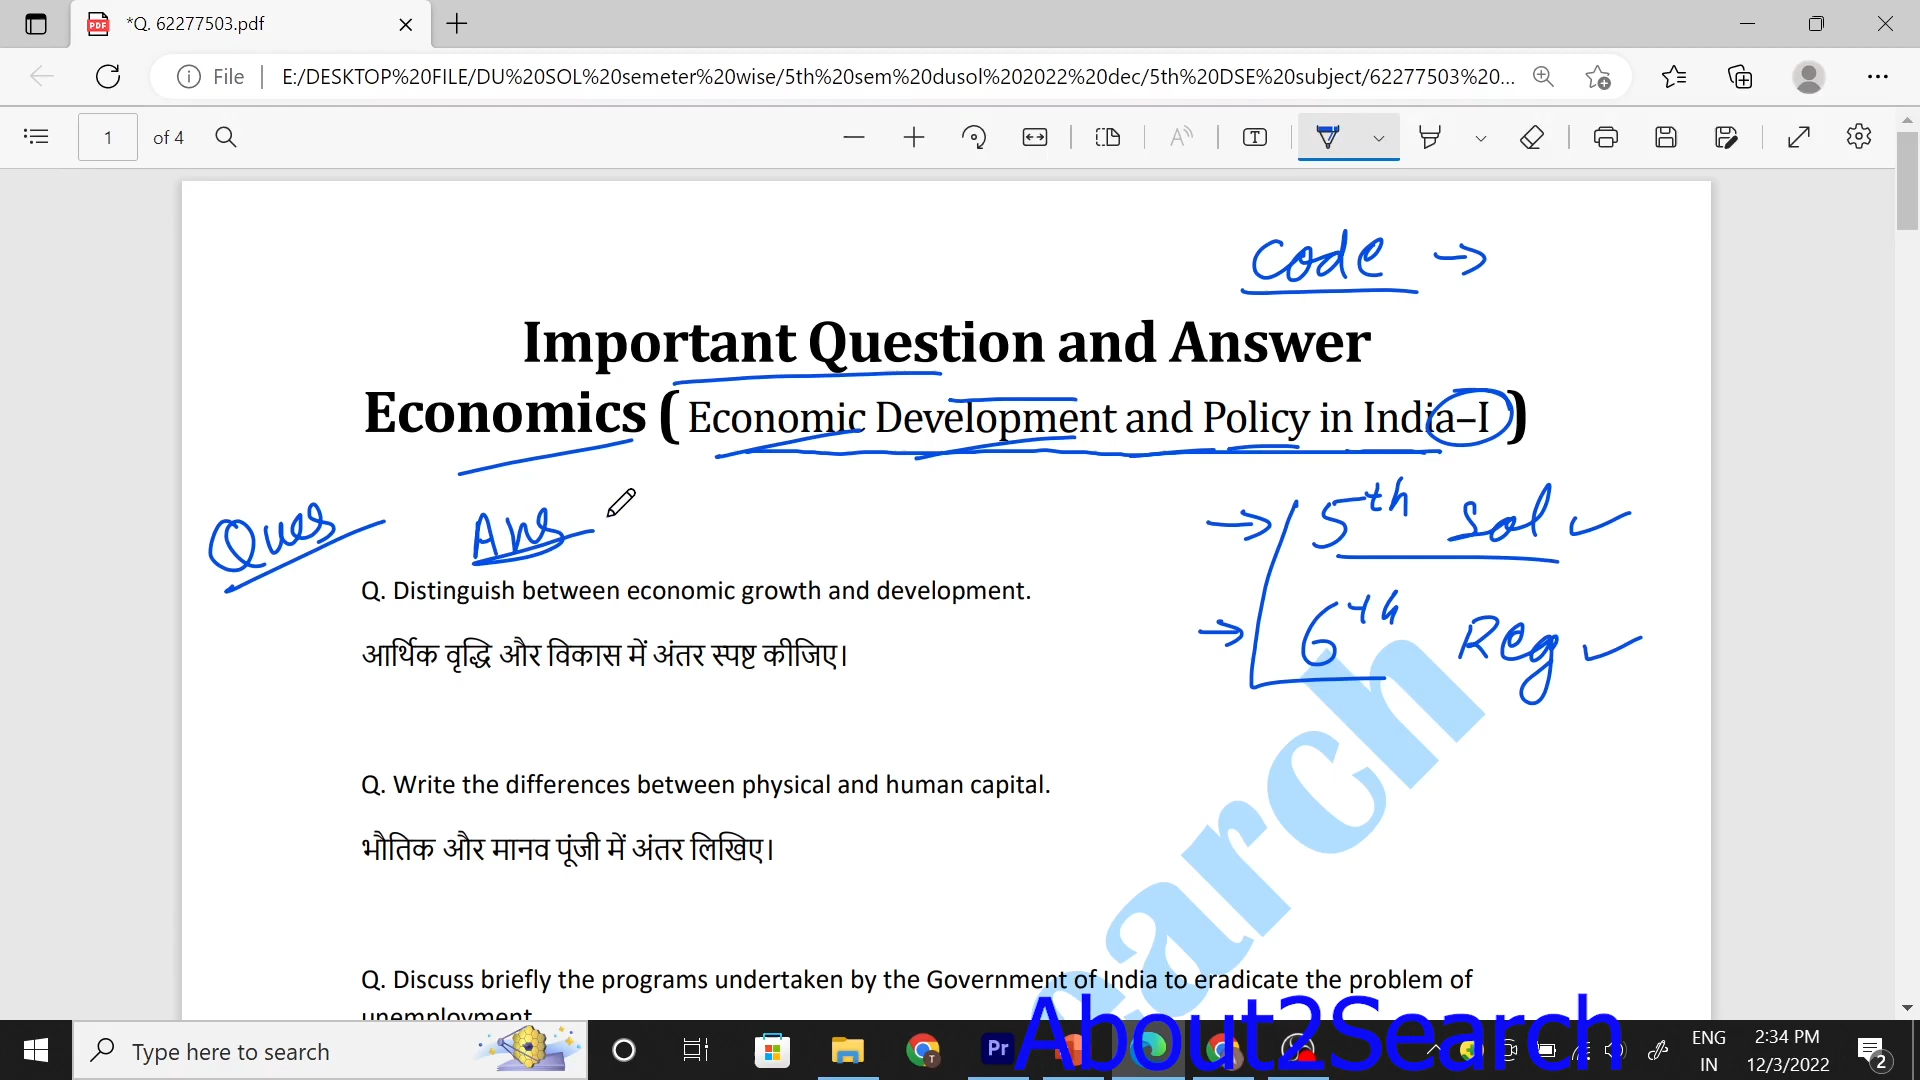 *Q. 62277503.pdf
File
E:/DESKTOP%20FILE/DU%20SOL%20semeter%20wise/5th%20sem%20dusol%202022%20dec/5th%20DSE%20subject/62277503%20...
1 of 4
code →
Important Question and Answer
Economics ( Economic Development and Policy in India–I )
Ques Ans
→ 5th Sol ✓
→ 6th Reg ✓
Q. Distinguish between economic growth and development.
आर्थिक वृद्धि और विकास में अंतर स्पष्ट कीजिए।
Q. Write the differences between physical and human capital.
भौतिक और मानव पूंजी में अंतर लिखिए।
Q. Discuss briefly the programs undertaken by the Government of India to eradicate the problem of
unemployment
earch
About2Search
Type here to search
Pr
ENG
IN
2:34 PM
12/3/2022
2